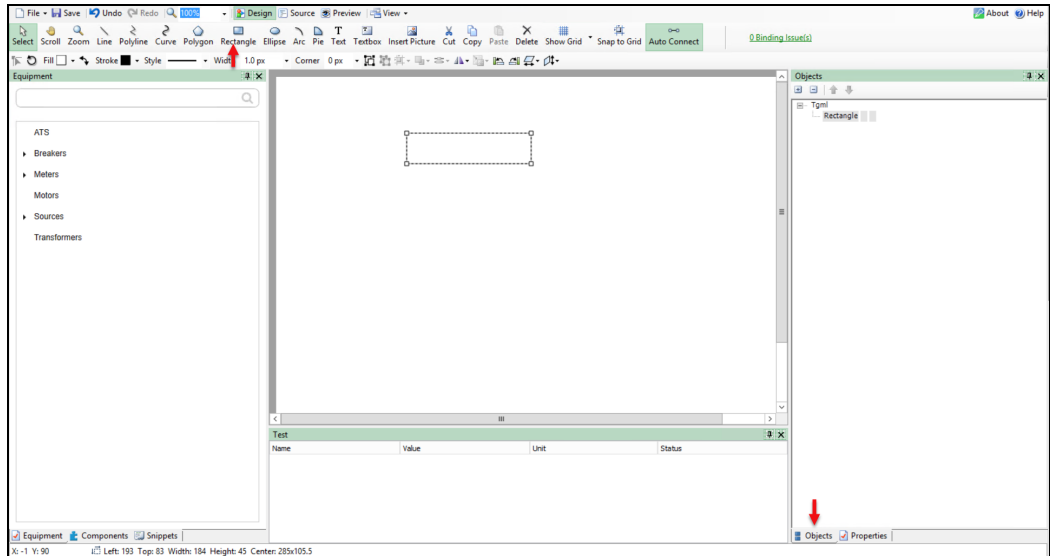 File Save Undo Redo 100% Design Source Preview View About Help
Select Scroll Zoom Line Polyline Curve Polygon Rectangle Ellipse Arc Pie Text Textbox Insert Picture Cut Copy Paste Delete Show Grid Snap to Grid Auto Connect 0 Binding Issue(s)
Fill Stroke Style Width 1.0 px Corner 0 px
Equipment
Objects
Tgml
Rectangle
ATS
Breakers
Meters
Motors
Sources
Transformers
Test
Name Value Unit Status
Equipment Components Snippets
Objects Properties
X: -1 Y: 90 Left: 193 Top: 83 Width: 184 Height: 45 Center: 285x105.5